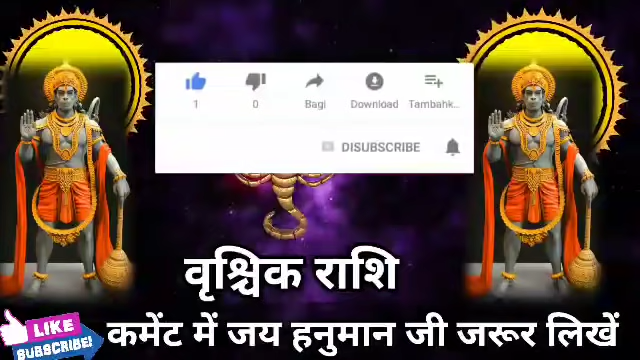 1 0 Bagi Download Tambahk...
DISUBSCRIBE
वृश्चिक राशि
LIKE
SUBSCRIBE!
कमेंट में जय हनुमान जी जरूर लिखें